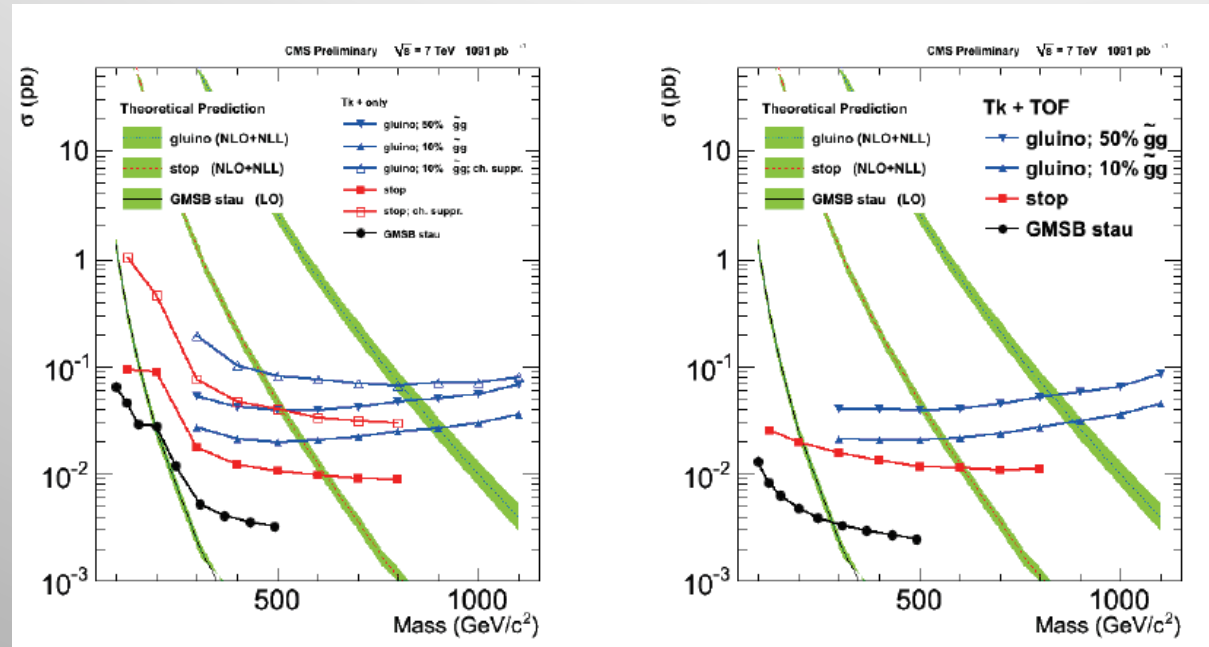 CMS Preliminary √s = 7 TeV 1091 pb⁻¹
σ (pb)
Theoretical Prediction
gluino (NLO+NLL)
stop (NLO+NLL)
GMSB stau (LO)
Tk - only
gluino; 50% g̃g
gluino; 10% g̃g
gluino; 10% g̃g; ch. suppr.
stop
stop; ch. suppr.
GMSB stau
10
1
10⁻¹
10⁻²
10⁻³
500
1000
Mass (GeV/c²)
CMS Preliminary √s = 7 TeV 1091 pb⁻¹
σ (pb)
Theoretical Prediction
gluino (NLO+NLL)
stop (NLO+NLL)
GMSB stau (LO)
Tk + TOF
gluino; 50% g̃g
gluino; 10% g̃g
stop
GMSB stau
10
1
10⁻¹
10⁻²
10⁻³
500
1000
Mass (GeV/c²)